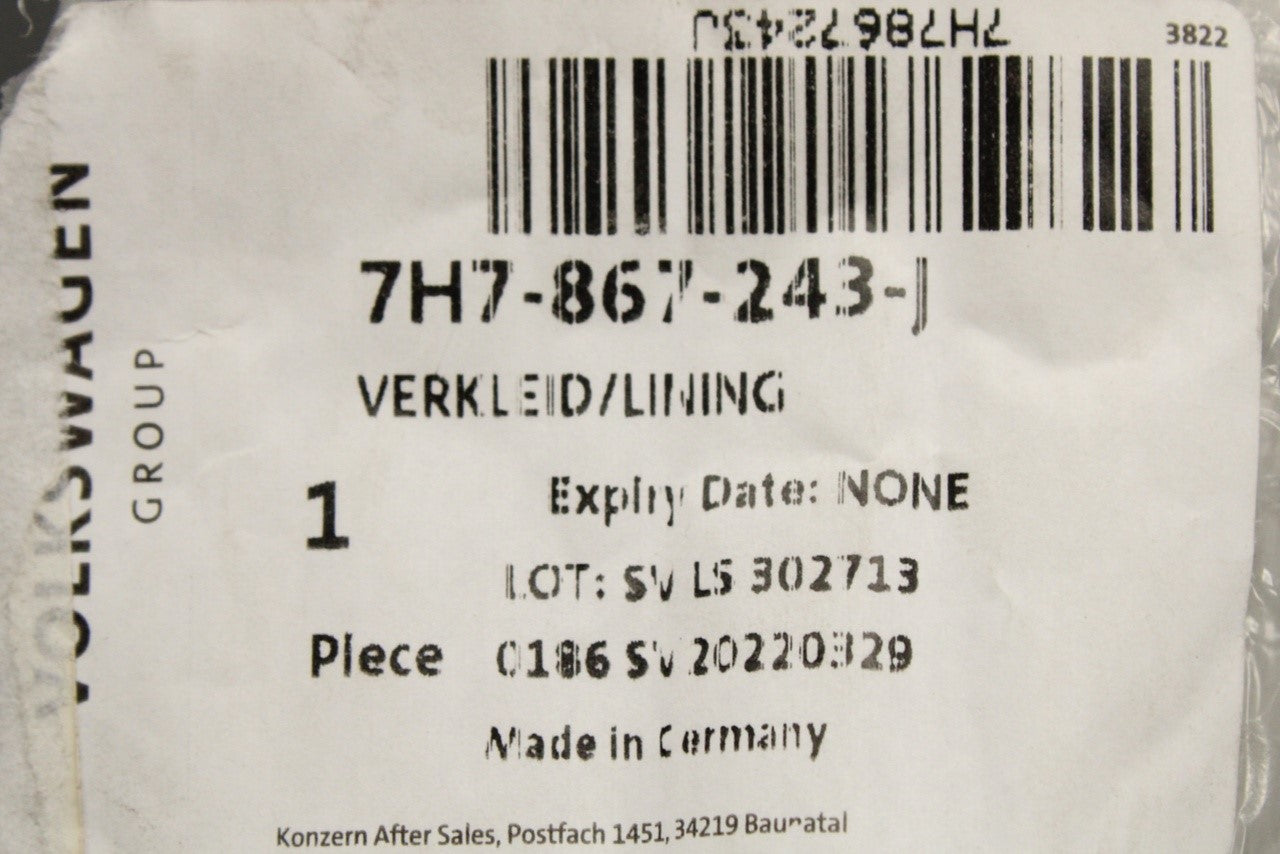 7H7867243J
3822
7H7-867-243-J
VERKLEID/LINING
1
Expiry Date: NONE
LOT: SV LS 302713
Piece
0186 SV 20220329
Made in Germany
Konzern After Sales, Postfach 1451, 34219 Baunatal
VOLKSWAGEN
GROUP